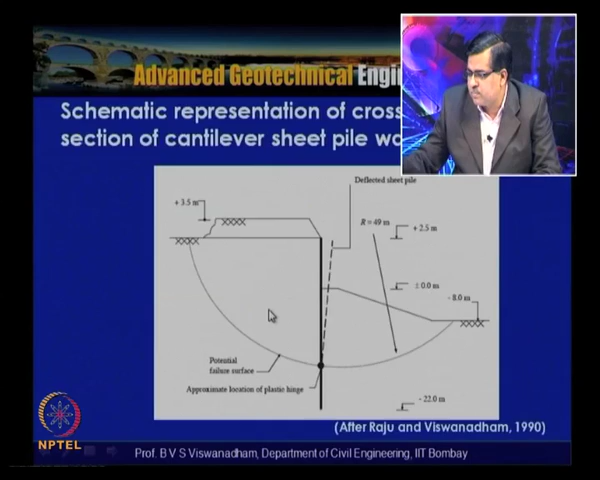 Advanced Geotechnical Engi
Schematic representation of cross
section of cantilever sheet pile wa
Deflected sheet pile
+ 3.5 m
R = 49 m
+ 2.5 m
± 0.0 m
- 8.0 m
Potential
failure surface
Approximate location of plastic hinge
- 22.0 m
(After Raju and Viswanadham, 1990)
NPTEL
Prof. B V S Viswanadham, Department of Civil Engineering, IIT Bombay